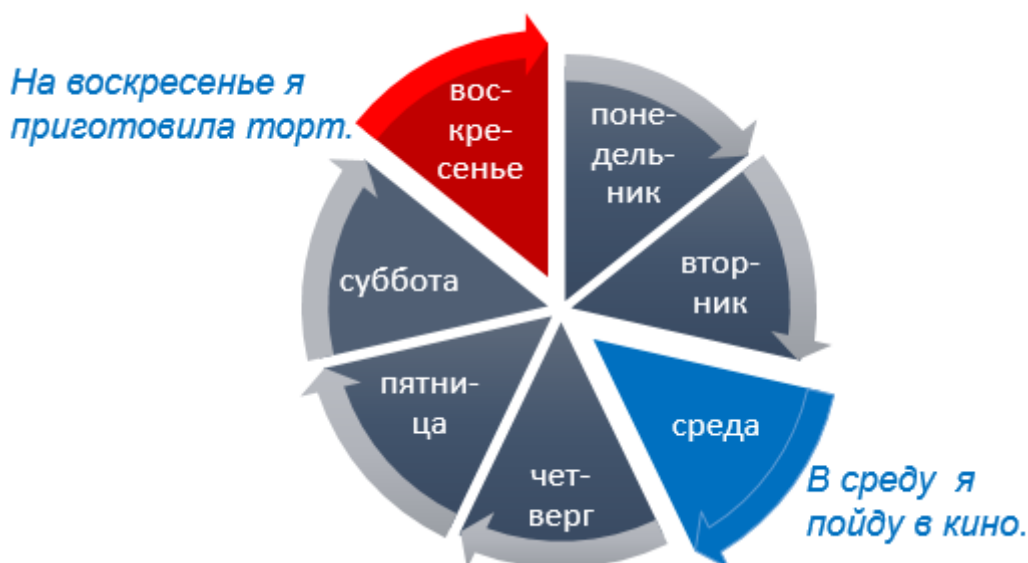 На воскресенье я
приготовила торт.
вос-
кре-
сенье
поне-
дель-
ник
втор-
ник
среда
В среду я
пойду в кино.
чет-
верг
пятни-
ца
суббота